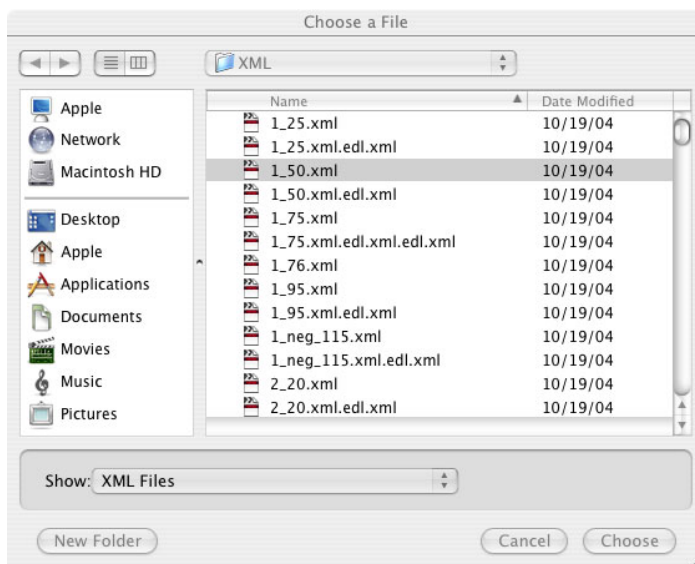 Choose a File
XML
Name Date Modified
Apple
Network
Macintosh HD
Desktop
Apple
Applications
Documents
Movies
Music
Pictures
1_25.xml 10/19/04
1_25.xml.edl.xml 10/19/04
1_50.xml 10/19/04
1_50.xml.edl.xml 10/19/04
1_75.xml 10/19/04
1_75.xml.edl.xml.edl.xml 10/19/04
1_76.xml 10/19/04
1_95.xml 10/19/04
1_95.xml.edl.xml 10/19/04
1_neg_115.xml 10/19/04
1_neg_115.xml.edl.xml 10/19/04
2_20.xml 10/19/04
2_20.xml.edl.xml 10/19/04
Show: XML Files
New Folder Cancel Choose